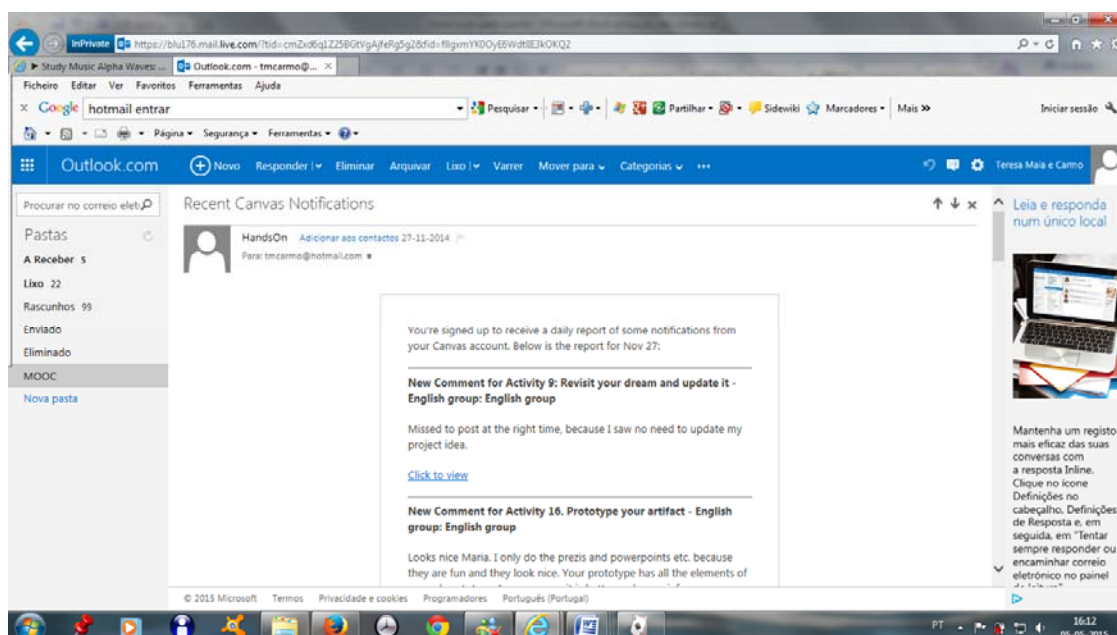 InPrivate https://blu176.mail.live.com/
Study Music Alpha Waves: ...
Outlook.com - tmcarmo@...
Ficheiro Editar Ver Favoritos Ferramentas Ajuda
x Google hotmail entrar Pesquisar Partilhar Sidewiki Marcadores Mais Iniciar sessão
Página Segurança Ferramentas
Outlook.com Novo Responder Eliminar Arquivar Lixo Varrer Mover para Categorias ... Teresa Maia e Carmo
Procurar no correio eletr
Pastas
A Receber 5
Lixo 22
Rascunhos 99
Enviado
Eliminado
MOOC
Nova pasta
Recent Canvas Notifications
HandsOn Adicionar aos contactos 27-11-2014
Para: tmcarmo@hotmail.com
You're signed up to receive a daily report of some notifications from
your Canvas account. Below is the report for Nov 27:
New Comment for Activity 9: Revisit your dream and update it -
English group: English group
Missed to post at the right time, because I saw no need to update my
project idea.
Click to view
New Comment for Activity 16. Prototype your artifact - English
group: English group
Looks nice Maria. I only do the prezis and powerpoints etc. because
they are fun and they look nice. Your prototype has all the elements of
Leia e responda
num único local
Mantenha um registo
mais eficaz das suas
conversas com
a resposta Inline.
Clique no ícone
Definições no
cabeçalho, Definições
de Resposta e, em
seguida, em "Tentar
sempre responder ou
encaminhar correio
eletrónico no painel
© 2015 Microsoft Termos Privacidade e cookies Programadores Português (Portugal)
PT 16:12
05-05-2015